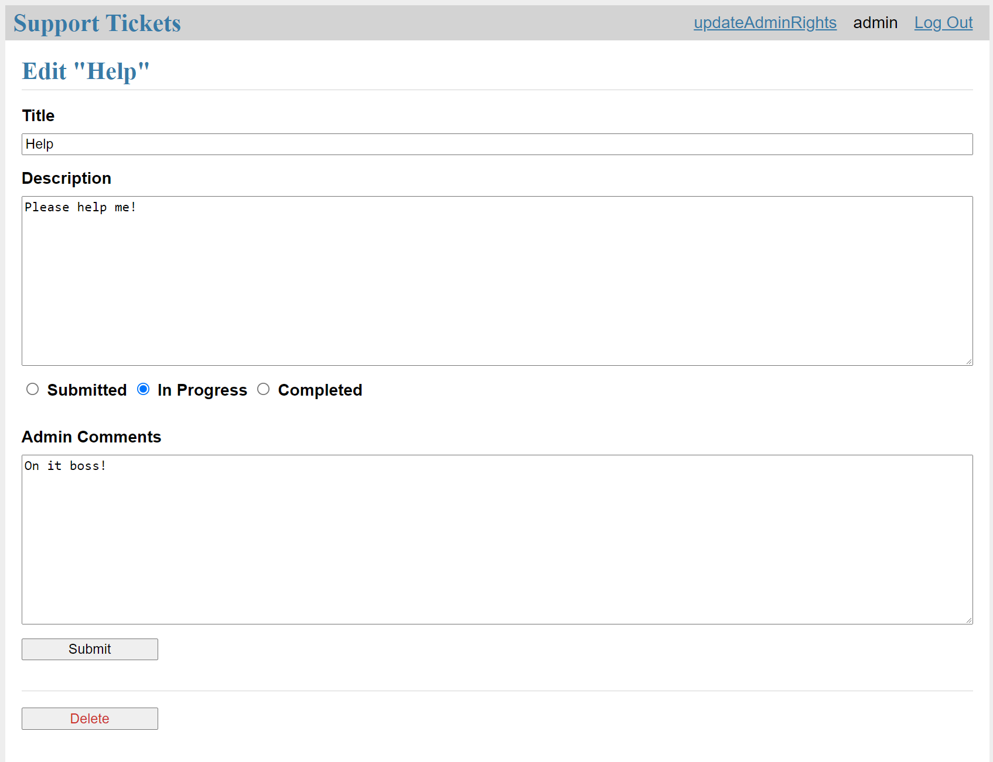 Support Tickets updateAdminRights admin Log Out
Edit "Help"
Title
Help
Description
Please help me!
Submitted In Progress Completed
Admin Comments
On it boss!
Submit
Delete